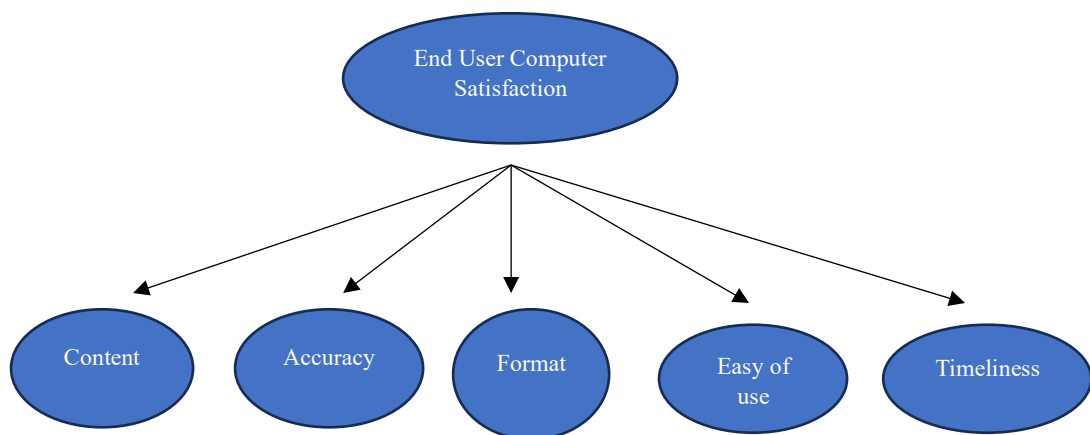 End User Computer
Satisfaction
Content
Accuracy
Format
Easy of
use
Timeliness